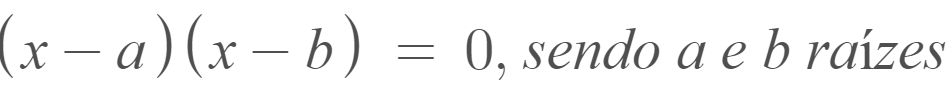 (x − a)(x − b) = 0, sendo a e b raízes